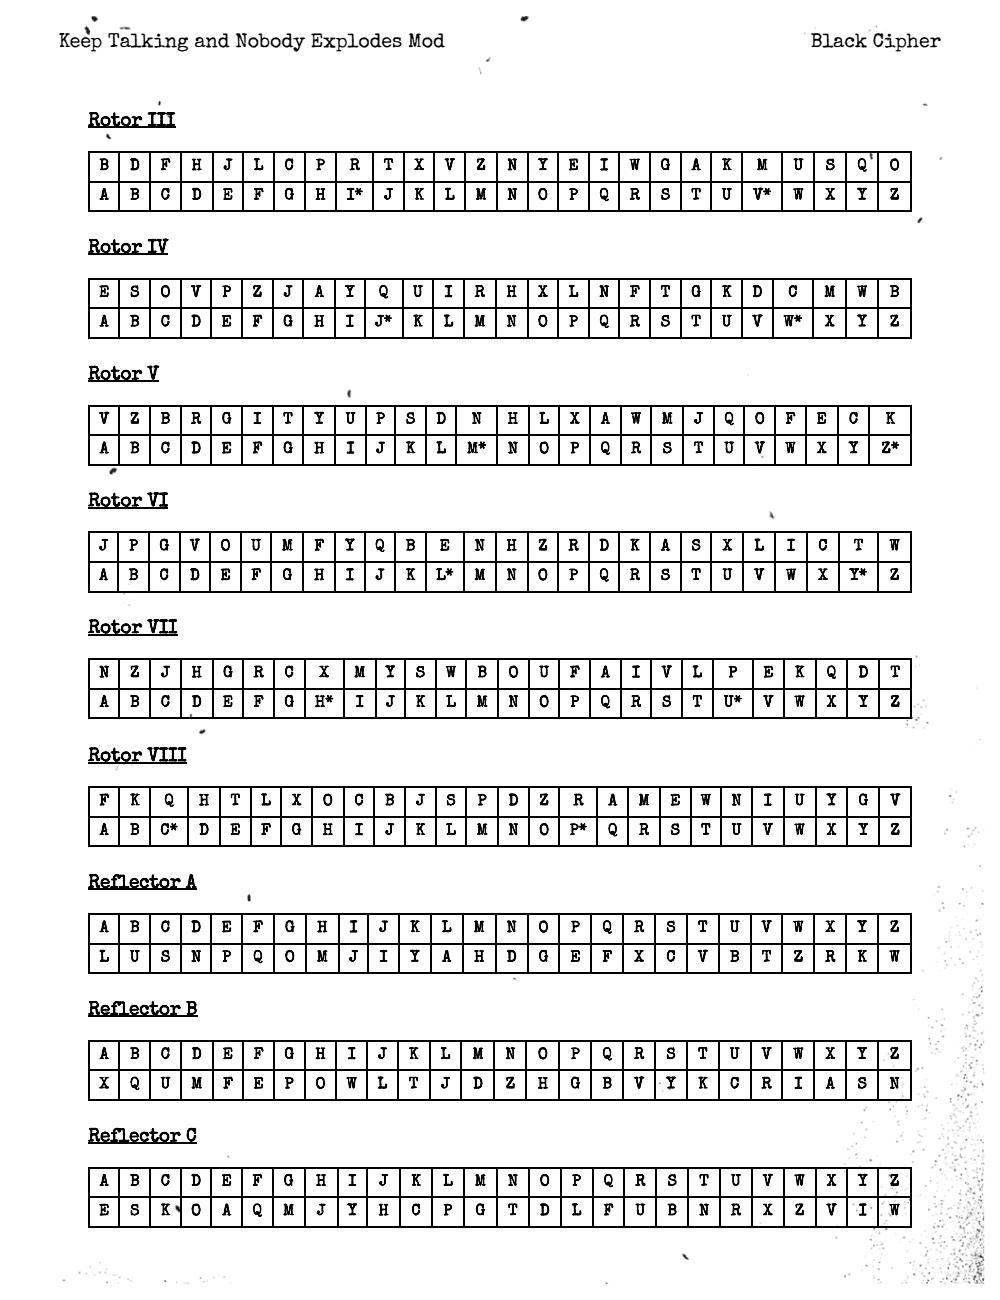 Keep Talking and Nobody Explodes Mod Black Cipher
Rotor III
B D F H J L C P R T X V Z N Y E I W G A K M U S Q O
A B C D E F G H I* J K L M N O P Q R S T U V* W X Y Z
Rotor IV
E S O V P Z J A Y Q U I R H X L N F T G K D C M W B
A B C D E F G H I J* K L M N O P Q R S T U V W* X Y Z
Rotor V
V Z B R G I T Y U P S D N H L X A W M J Q O F E C K
A B C D E F G H I J K L M* N O P Q R S T U V W X Y Z*
Rotor VI
J P G V O U M F Y Q B E N H Z R D K A S X L I C T W
A B C D E F G H I J K L* M N O P Q R S T U V W X Y* Z
Rotor VII
N Z J H G R C X M Y S W B O U F A I V L P E K Q D T
A B C D E F G H* I J K L M N O P Q R S T U* V W X Y Z
Rotor VIII
F K Q H T L X O C B J S P D Z R A M E W N I U Y G V
A B C* D E F G H I J K L M N O P* Q R S T U V W X Y Z
Reflector A
A B C D E F G H I J K L M N O P Q R S T U V W X Y Z
L U S N P Q O M J I Y A H D G E F X C V B T Z R K W
Reflector B
A B C D E F G H I J K L M N O P Q R S T U V W X Y Z
X Q U M F E P O W L T J D Z H G B V Y K C R I A S N
Reflector C
A B C D E F G H I J K L M N O P Q R S T U V W X Y Z
E S K O A Q M J Y H C P G T D L F U B N R X Z V I W